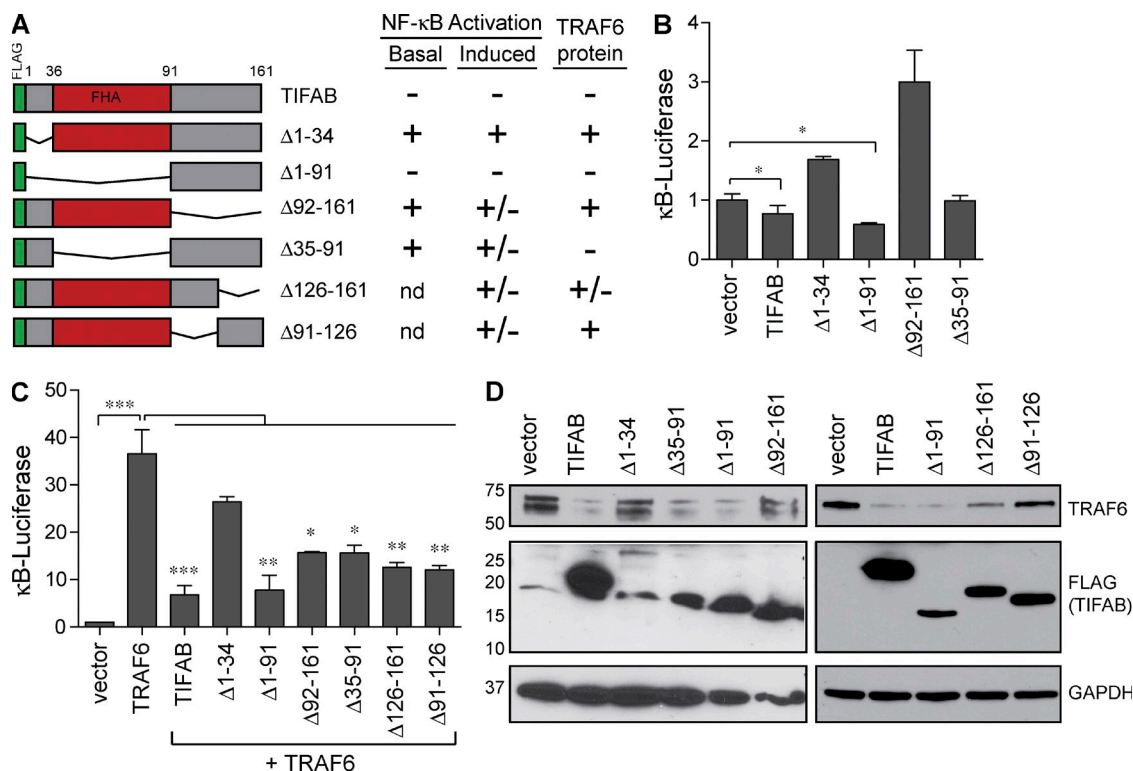 A
NF-κB Activation
TRAF6
protein
Basal
Induced
FLAG
1 36 91 161
FHA
TIFAB - - -
Δ1-34 + + +
Δ1-91 - - -
Δ92-161 + +/- +
Δ35-91 + +/- -
Δ126-161 nd +/- +/-
Δ91-126 nd +/- +
B
κB-Luciferase
4
3
2
1
0
*
*
vector
TIFAB
Δ1-34
Δ1-91
Δ92-161
Δ35-91
C
κB-Luciferase
50
40
30
20
10
0
***
***
**
*
*
**
**
vector
TRAF6
TIFAB
Δ1-34
Δ1-91
Δ92-161
Δ35-91
Δ126-161
Δ91-126
+ TRAF6
D
vector
TIFAB
Δ1-34
Δ35-91
Δ1-91
Δ92-161
vector
TIFAB
Δ1-91
Δ126-161
Δ91-126
75
50
TRAF6
25
20
15
10
FLAG
(TIFAB)
37
GAPDH